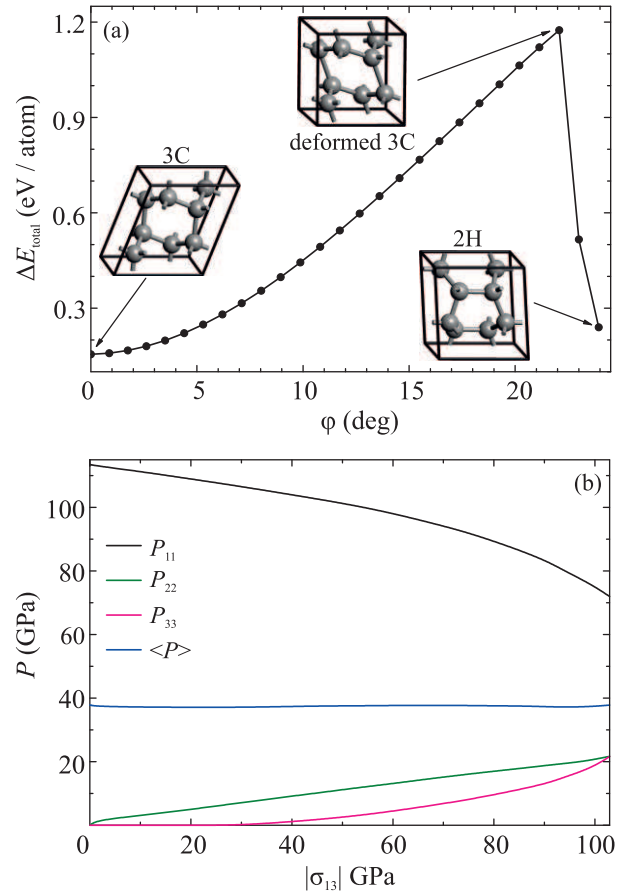 (a)
1.2
0.9
0.6
0.3
ΔE_total (eV / atom)
3C
deformed 3C
2H
0 5 10 15 20
φ (deg)
(b)
100
80
60
40
20
P (GPa)
P_11
P_22
P_33
<P>
0 20 40 60 80 100
|σ_13| GPa